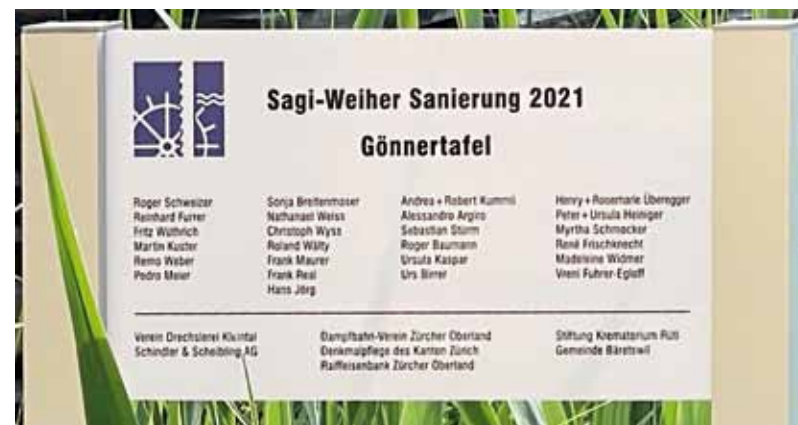 Sagi-Weiher Sanierung 2021
Gönnertafel
Roger Schweizer
Reinhard Furrer
Fritz Wüthrich
Martin Kuster
Remo Weber
Pedro Meier
Sonja Breitenmoser
Nathanael Weiss
Christoph Wyss
Roland Wälty
Frank Maurer
Frank Real
Hans Jörg
Andrea + Robert Kummli
Alessandro Argiro
Sebastian Sturm
Roger Baumann
Ursula Kaspar
Urs Birrer
Henry + Rosemarie Überegger
Peter + Ursula Heiniger
Myrtha Schmocker
René Frischknecht
Madeleine Widmer
Vreni Fuhrer-Egloff
Verein Drechslerei Kleintal
Schindler & Scheibling AG
Dampfbahn-Verein Zürcher Oberland
Denkmalpflege des Kanton Zürich
Raiffeisenbank Zürcher Oberland
Stiftung Krematorium Rüti
Gemeinde Bäretswil